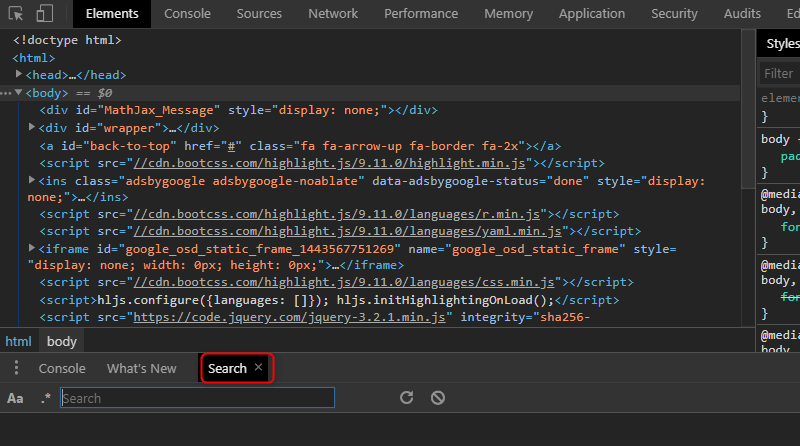 Elements Console Sources Network Performance Memory Application Security Audits Ed
<!doctype html>
<html>
<head>…</head>
<body> == $0
<div id="MathJax_Message" style="display: none;"></div>
<div id="wrapper">…</div>
<a id="back-to-top" href="#" class="fa fa-arrow-up fa-border fa-2x"></a>
<script src="//cdn.bootcss.com/highlight.js/9.11.0/highlight.min.js"></script>
<ins class="adsbygoogle adsbygoogle-noablate" data-adsbygoogle-status="done" style="display:
none;">…</ins>
<script src="//cdn.bootcss.com/highlight.js/9.11.0/languages/r.min.js"></script>
<script src="//cdn.bootcss.com/highlight.js/9.11.0/languages/yaml.min.js"></script>
<iframe id="google_osd_static_frame_1443567751269" name="google_osd_static_frame" style=
"display: none; width: 0px; height: 0px;">…</iframe>
<script src="//cdn.bootcss.com/highlight.js/9.11.0/languages/css.min.js"></script>
<script>hljs.configure({languages: []}); hljs.initHighlightingOnLoad();</script>
<script src="https://code.jquery.com/jquery-3.2.1.min.js" integrity="sha256-
html body
Styles
Filter
elem
}
body
pad
}
@media
body,
for
}
@media
body,
for
}
@media
body
Console What's New Search ×
Aa .* Search